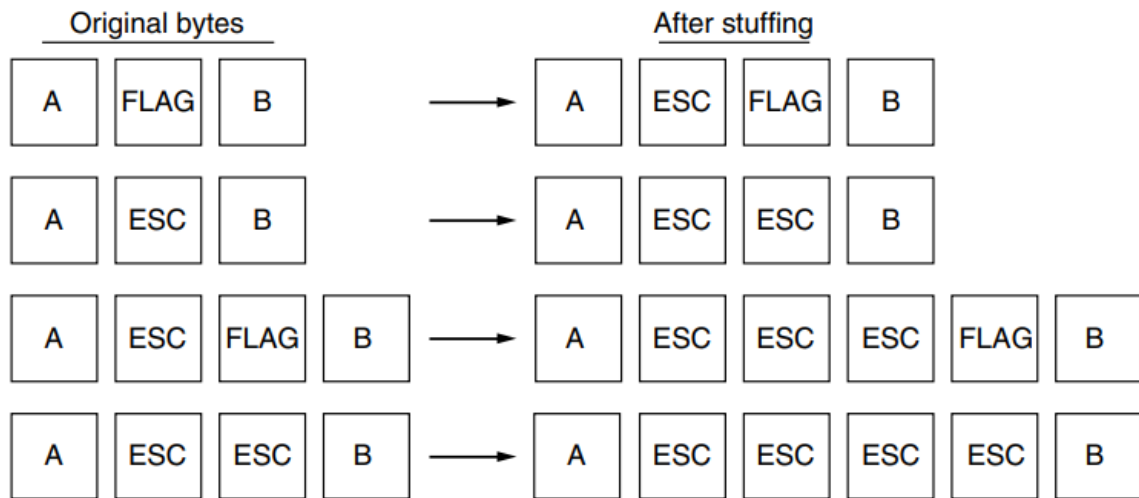 Original bytes After stuffing
A FLAG B A ESC FLAG B
A ESC B A ESC ESC B
A ESC FLAG B A ESC ESC ESC FLAG B
A ESC ESC B A ESC ESC ESC ESC B